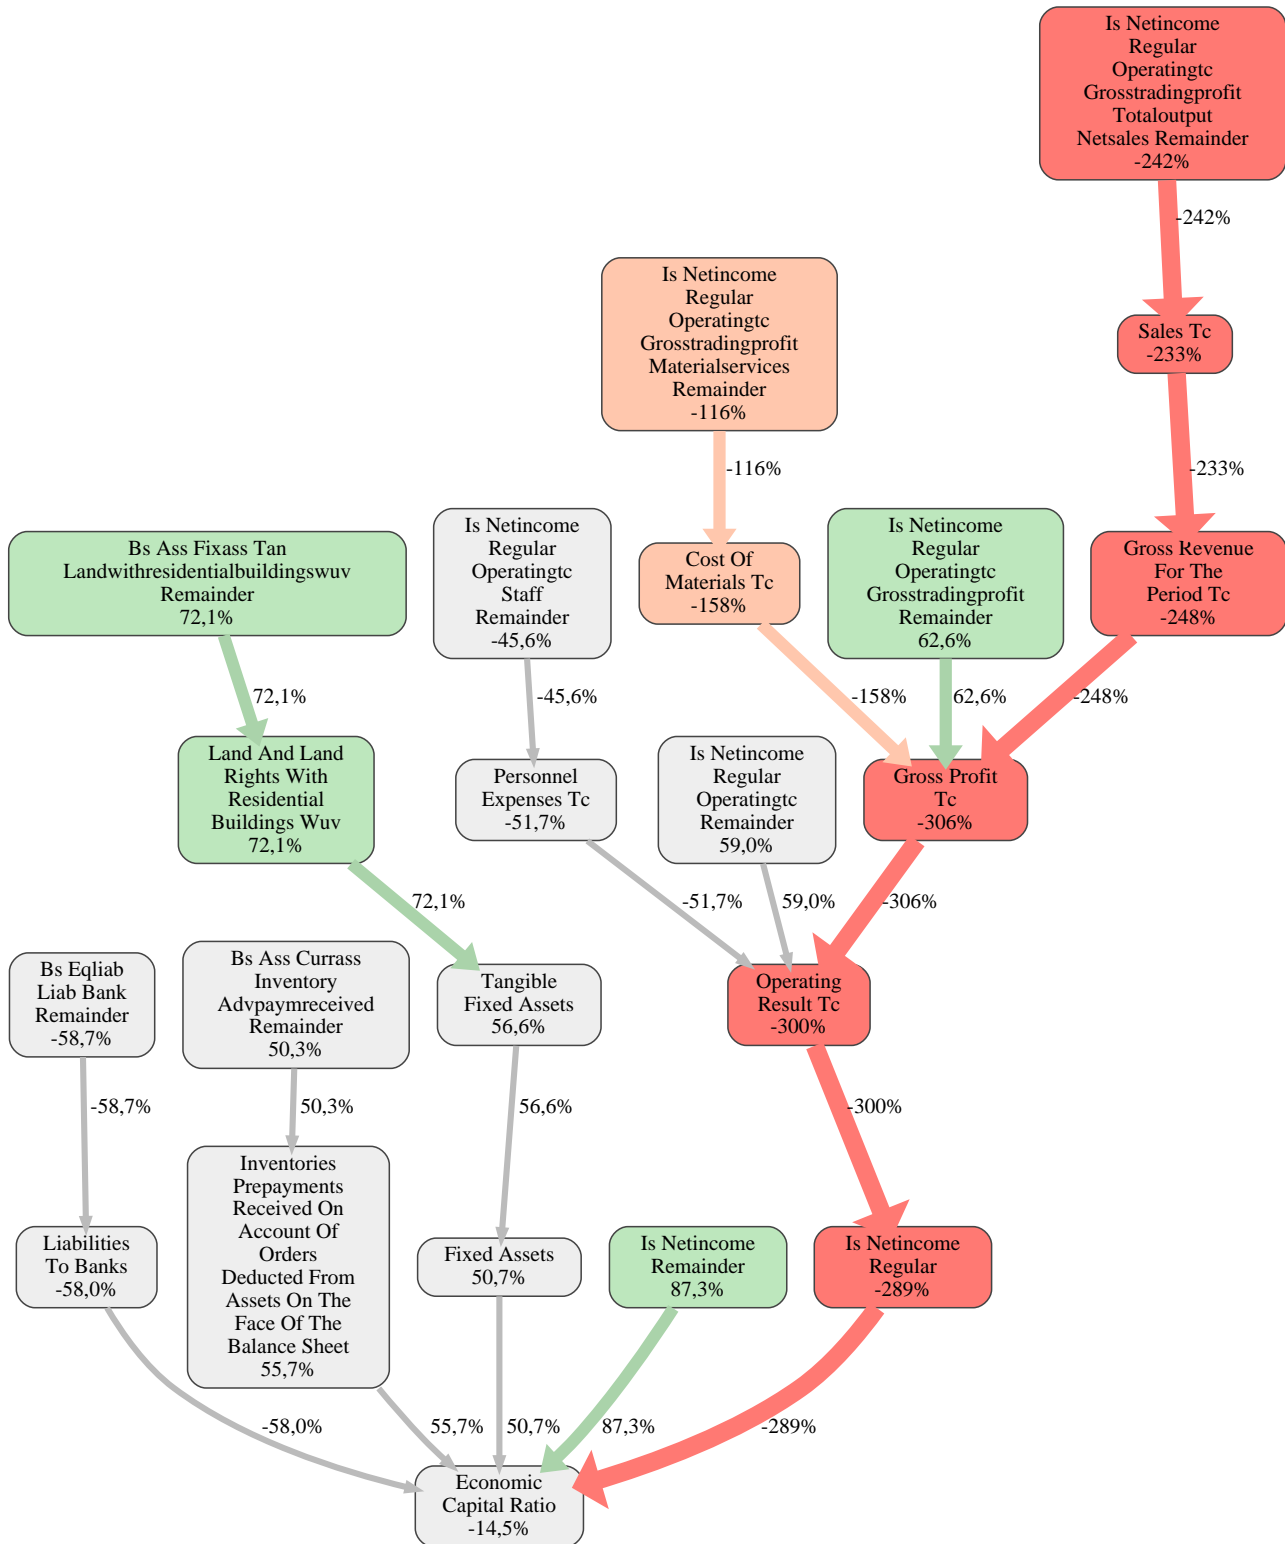 Is Netincome
Regular
Operatingtc
Grosstradingprofit
Totaloutput
Netsales Remainder
-242%
-242%
Is Netincome
Regular
Operatingtc
Grosstradingprofit
Materialservices
Remainder
-116%
Sales Tc
-233%
-116%
-233%
Bs Ass Fixass Tan
Landwithresidentialbuildingswuv
Remainder
72,1%
Is Netincome
Regular
Operatingtc
Staff
Remainder
-45,6%
Cost Of
Materials Tc
-158%
Is Netincome
Regular
Operatingtc
Grosstradingprofit
Remainder
62,6%
Gross Revenue
For The
Period Tc
-248%
72,1%
-45,6%
-158%
62,6%
-248%
Land And Land
Rights With
Residential
Buildings Wuv
72,1%
Personnel
Expenses Tc
-51,7%
Is Netincome
Regular
Operatingtc
Remainder
59,0%
Gross Profit
Tc
-306%
72,1%
-51,7%
59,0%
-306%
Bs Eqliab
Liab Bank
Remainder
-58,7%
Bs Ass Currass
Inventory
Advpaymreceived
Remainder
50,3%
Tangible
Fixed Assets
56,6%
Operating
Result Tc
-300%
-58,7%
50,3%
56,6%
-300%
Liabilities
To Banks
-58,0%
Inventories
Prepayments
Received On
Account Of
Orders
Deducted From
Assets On The
Face Of The
Balance Sheet
55,7%
Fixed Assets
50,7%
Is Netincome
Remainder
87,3%
Is Netincome
Regular
-289%
-58,0%
55,7%
50,7%
87,3%
-289%
Economic
Capital Ratio
-14,5%